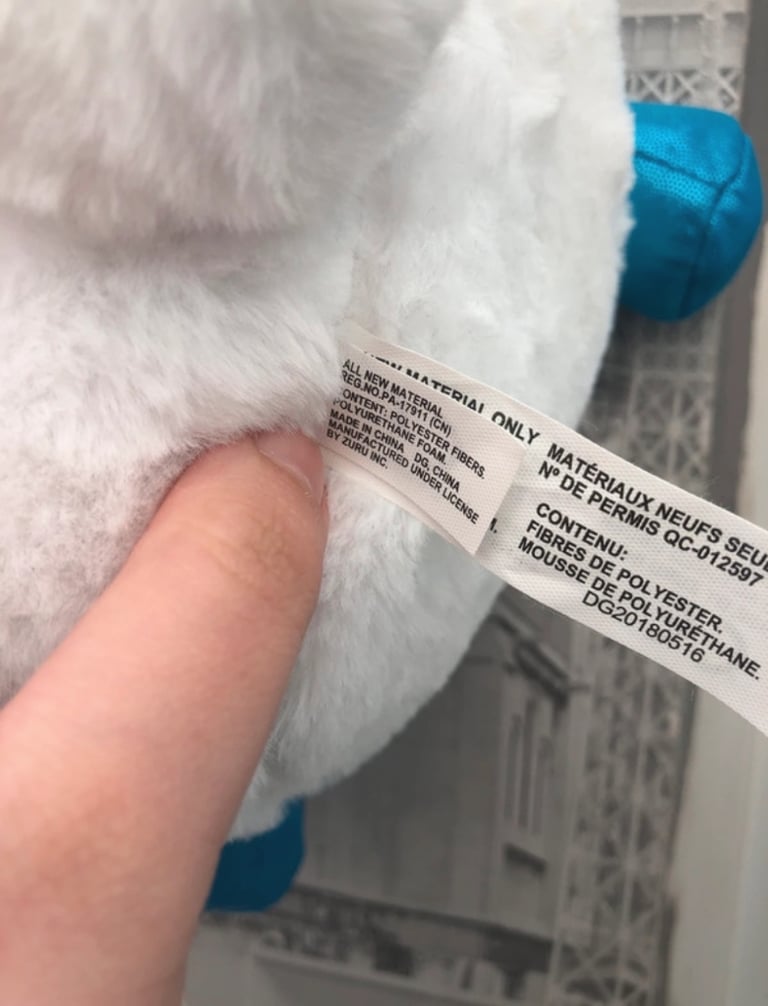 ALL NEW MATERIAL
REG.NO.PA-17911 (CN)
CONTENT: POLYESTER FIBERS.
POLYURETHANE FOAM.
MADE IN CHINA DG, CHINA
MANUFACTURED UNDER LICENSE
BY ZURU INC.
NEW MATERIAL ONLY
M.
MATÉRIAUX NEUFS
Nº DE PERMIS QC-012597
CONTENU:
FIBRES DE POLYESTER.
MOUSSE DE POLYURÉTHANE.
DG20180516